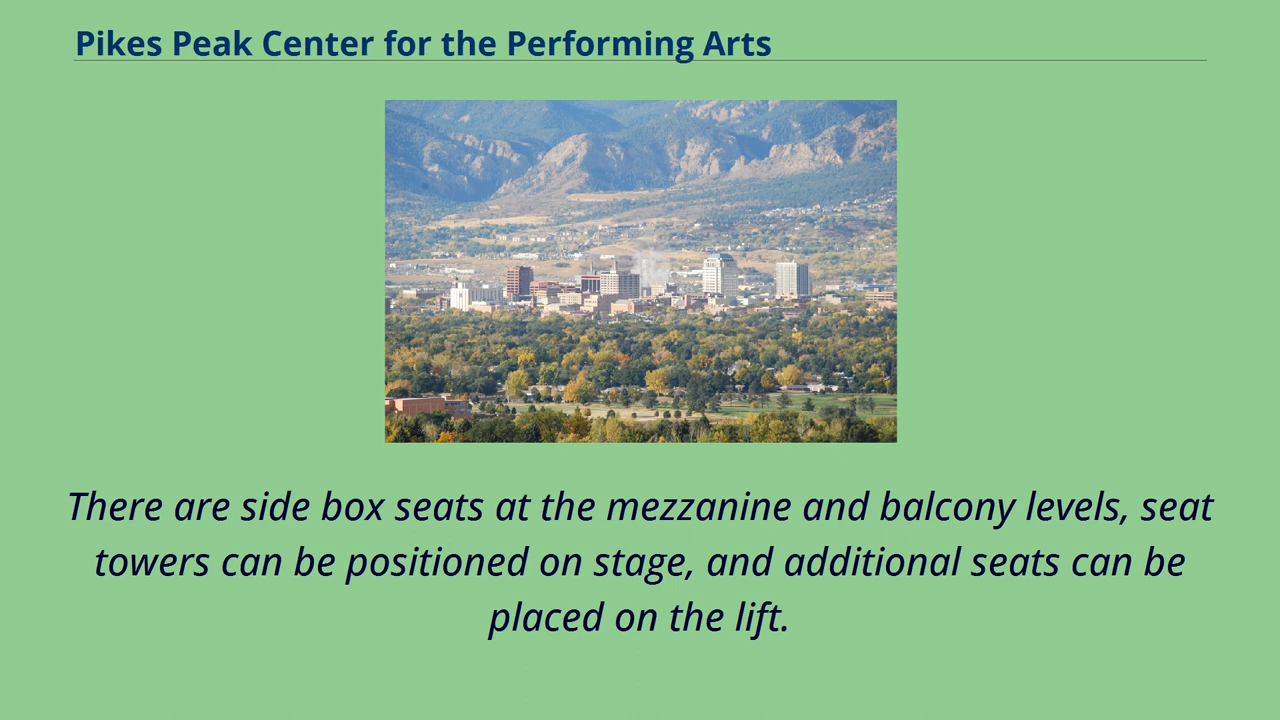 Pikes Peak Center for the Performing Arts
There are side box seats at the mezzanine and balcony levels, seat
towers can be positioned on stage, and additional seats can be
placed on the lift.